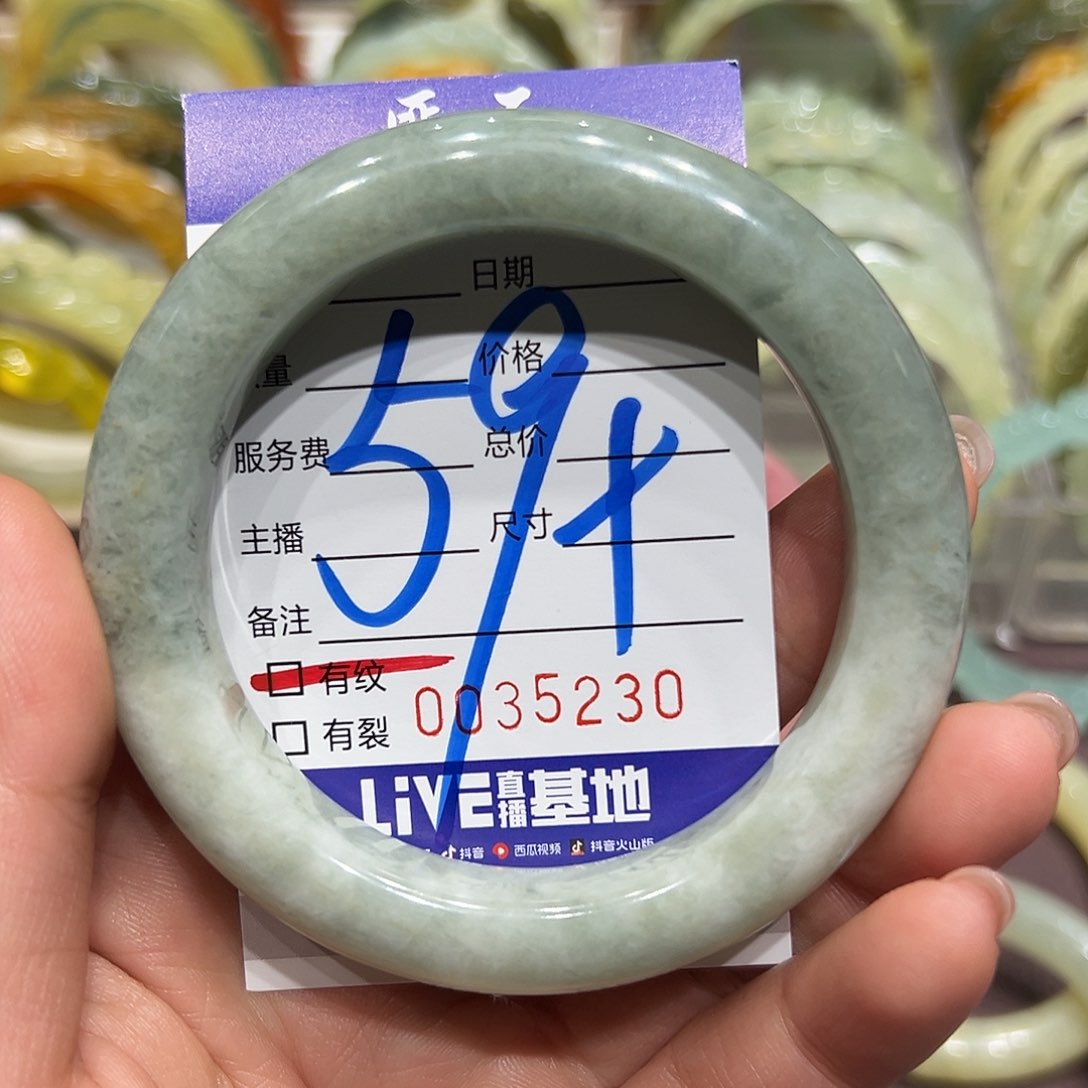 日期
量 价格
服务费 总价
主播 尺寸
备注
59
有纹
0035230
有裂
LiVE直播基地
抖音 西瓜视频 抖音火山版